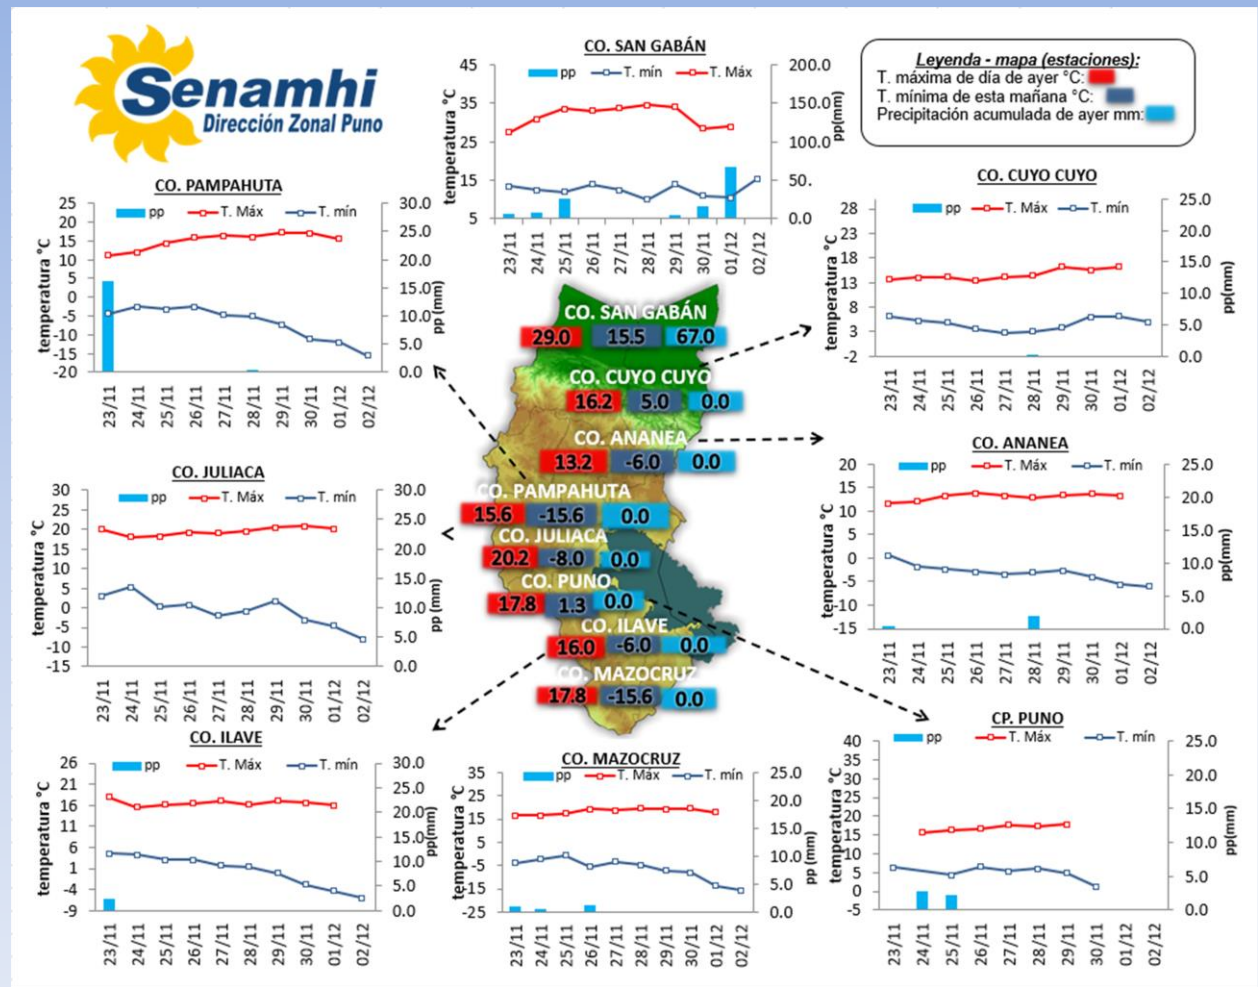 Senamhi
Dirección Zonal Puno
CO. SAN GABÁN
pp T. mín T. Máx
temperatura °C
45
35
25
15
5
200.0
150.0
100.0
50.
0.0
pp(mm)
23/11 24/11 25/11 26/11 27/11 28/11 29/11 30/11 01/12 02/12
Leyenda - mapa (estaciones):
T. máxima de día de ayer °C:
T. mínima de esta mañana °C:
Precipitación acumulada de ayer mm:
CO. PAMPAHUTA
pp T. Máx T. mín
temperatura °C
25
20
15
10
5
0
-5
-10
-15
-20
30.0
25.0
20.0
15.0
10.0
5.0
0.0
pp (mm)
23/11 24/11 25/11 26/11 27/11 28/11 29/11 30/11 01/12 02/12
CO. CUYO CUYO
pp T. Máx T. mín
temperatura °C
28
23
18
13
8
3
-2
25.0
20.0
15.0
10.0
5.0
0.0
pp(mm)
23/11 24/11 25/11 26/11 27/11 28/11 29/11 30/11 01/12 02/12
CO. SAN GABÁN
29.0 15.5 67.0
CO. CUYO CUYO
16.2 5.0 0.0
CO. ANANEA
13.2 -6.0 0.0
CO. PAMPAHUTA
15.6 -15.6 0.0
CO. JULIACA
20.2 -8.0 0.0
CO. PUNO
17.8 1.3 0.0
CO. ILAVE
16.0 -6.0 0.0
CO. MAZOCRUZ
17.8 -15.6 0.0
CO. JULIACA
pp T. Máx T. mín
temperatura °C
30
25
20
15
10
5
0
-5
-10
-15
30.0
25.0
20.0
15.0
10.0
5.0
0.0
pp (mm)
23/11 24/11 25/11 26/11 27/11 28/11 29/11 30/11 01/12 02/12
CO. ANANEA
pp T. Máx T. mín
temperatura °C
20
15
10
5
0
-5
-10
-15
25.0
20.0
15.0
10.0
5.0
0.0
pp(mm)
23/11 24/11 25/11 26/11 27/11 28/11 29/11 30/11 01/12 02/12
CO. ILAVE
pp T. Máx T. mín
temperatura °C
26
21
16
11
6
1
-4
-9
30.0
25.0
20.0
15.0
10.0
5.0
0.0
pp(mm)
23/11 24/11 25/11 26/11 27/11 28/11 29/11 30/11 01/12 02/12
CO. MAZOCRUZ
pp T. Máx T. mín
temperatura °C
35
25
15
5
-5
-15
-25
25.0
20.0
15.0
10.0
5.0
0.0
pp (mm)
23/11 24/11 25/11 26/11 27/11 28/11 29/11 30/11 01/12 02/12
CP. PUNO
pp T. Máx T. mín
temperatura °C
40
35
30
25
20
15
10
5
0
-5
25.0
20.0
15.0
10.0
5.0
0.0
pp(mm)
23/11 24/11 25/11 26/11 27/11 28/11 29/11 30/11 01/12 02/12